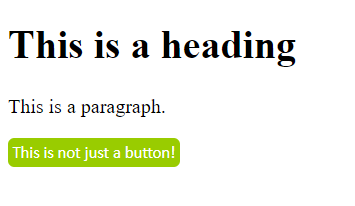 This is a heading
This is a paragraph.
This is not just a button!